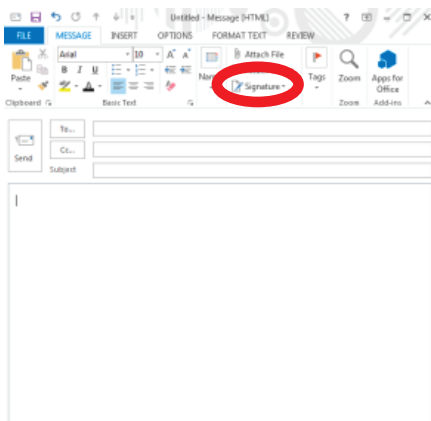 Untitled - Message (HTML)
FILE MESSAGE INSERT OPTIONS FORMAT TEXT REVIEW
Arial 10
Attach File
Paste
B I U
Signature
Tags
Zoom
Apps for
Office
Clipboard
Basic Text
Zoom
Add-ins
To...
Cc...
Send
Subject